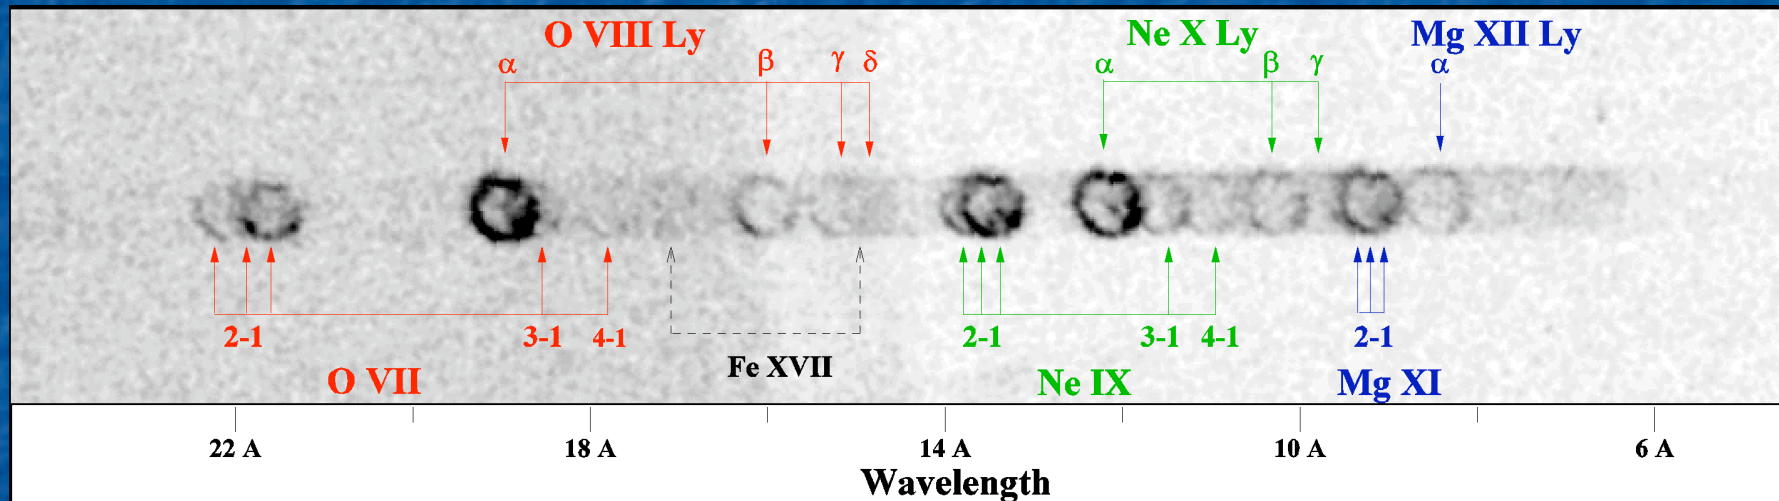 O VIII Ly Ne X Ly Mg XII Ly
α β γ δ α β γ α
2-1 3-1 4-1 2-1 3-1 4-1 2-1
Fe XVII
O VII Ne IX Mg XI
22 A 18 A 14 A 10 A 6 A
Wavelength